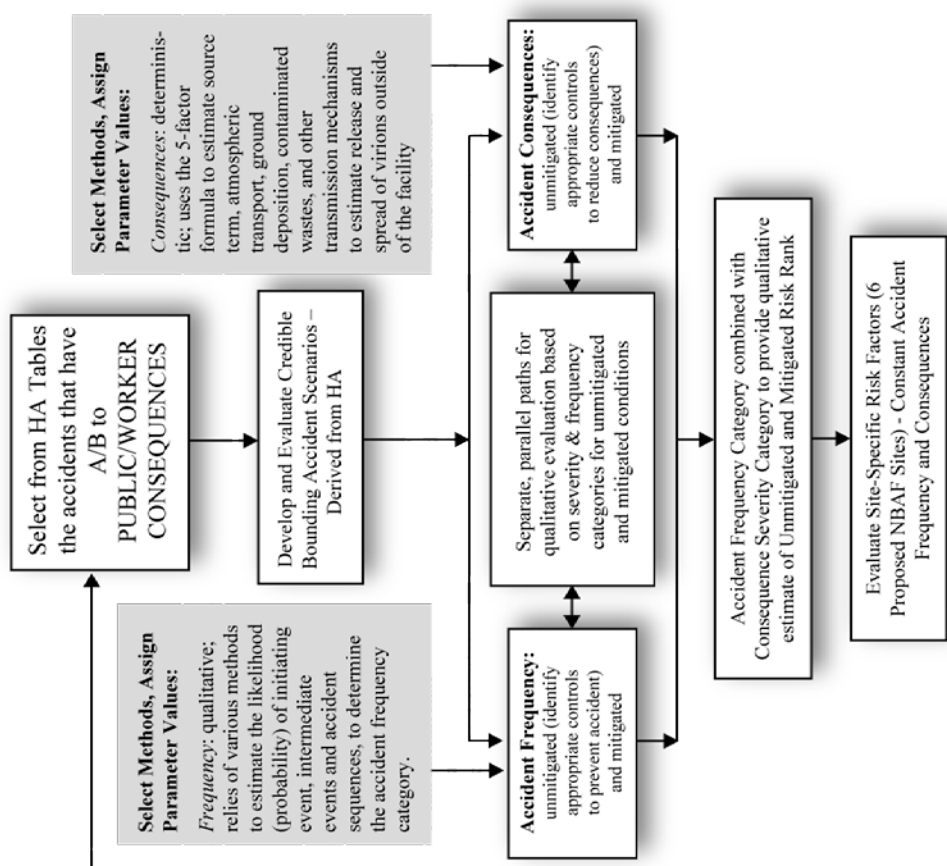 Select from HA Tables
the accidents that have
A/B to
PUBLIC/WORKER
CONSEQUENCES
Select Methods, Assign
Parameter Values:
Frequency: qualitative;
relies of various methods
to estimate the likelihood
(probability) of initiating
event, intermediate
events and accident
sequences, to determine
the accident frequency
category.
Develop and Evaluate Credible
Bounding Accident Scenarios –
Derived from HA
Select Methods, Assign
Parameter Values:
Consequences: determinis-
tic; uses the 5-factor
formula to estimate source
term, atmospheric
transport, ground
deposition, contaminated
wastes, and other
transmission mechanisms
to estimate release and
spread of virions outside
of the facility
Accident Frequency:
unmitigated (identify
appropriate controls
to prevent accident)
and mitigated
Separate, parallel paths for
qualitative evaluation based
on severity & frequency
categories for unmitigated
and mitigated conditions
Accident Consequences:
unmitigated (identify
appropriate controls
to reduce consequences)
and mitigated
Accident Frequency Category combined with
Consequence Severity Category to provide qualitative
estimate of Unmitigated and Mitigated Risk Rank
Evaluate Site-Specific Risk Factors (6
Proposed NBAF Sites) - Constant Accident
Frequency and Consequences